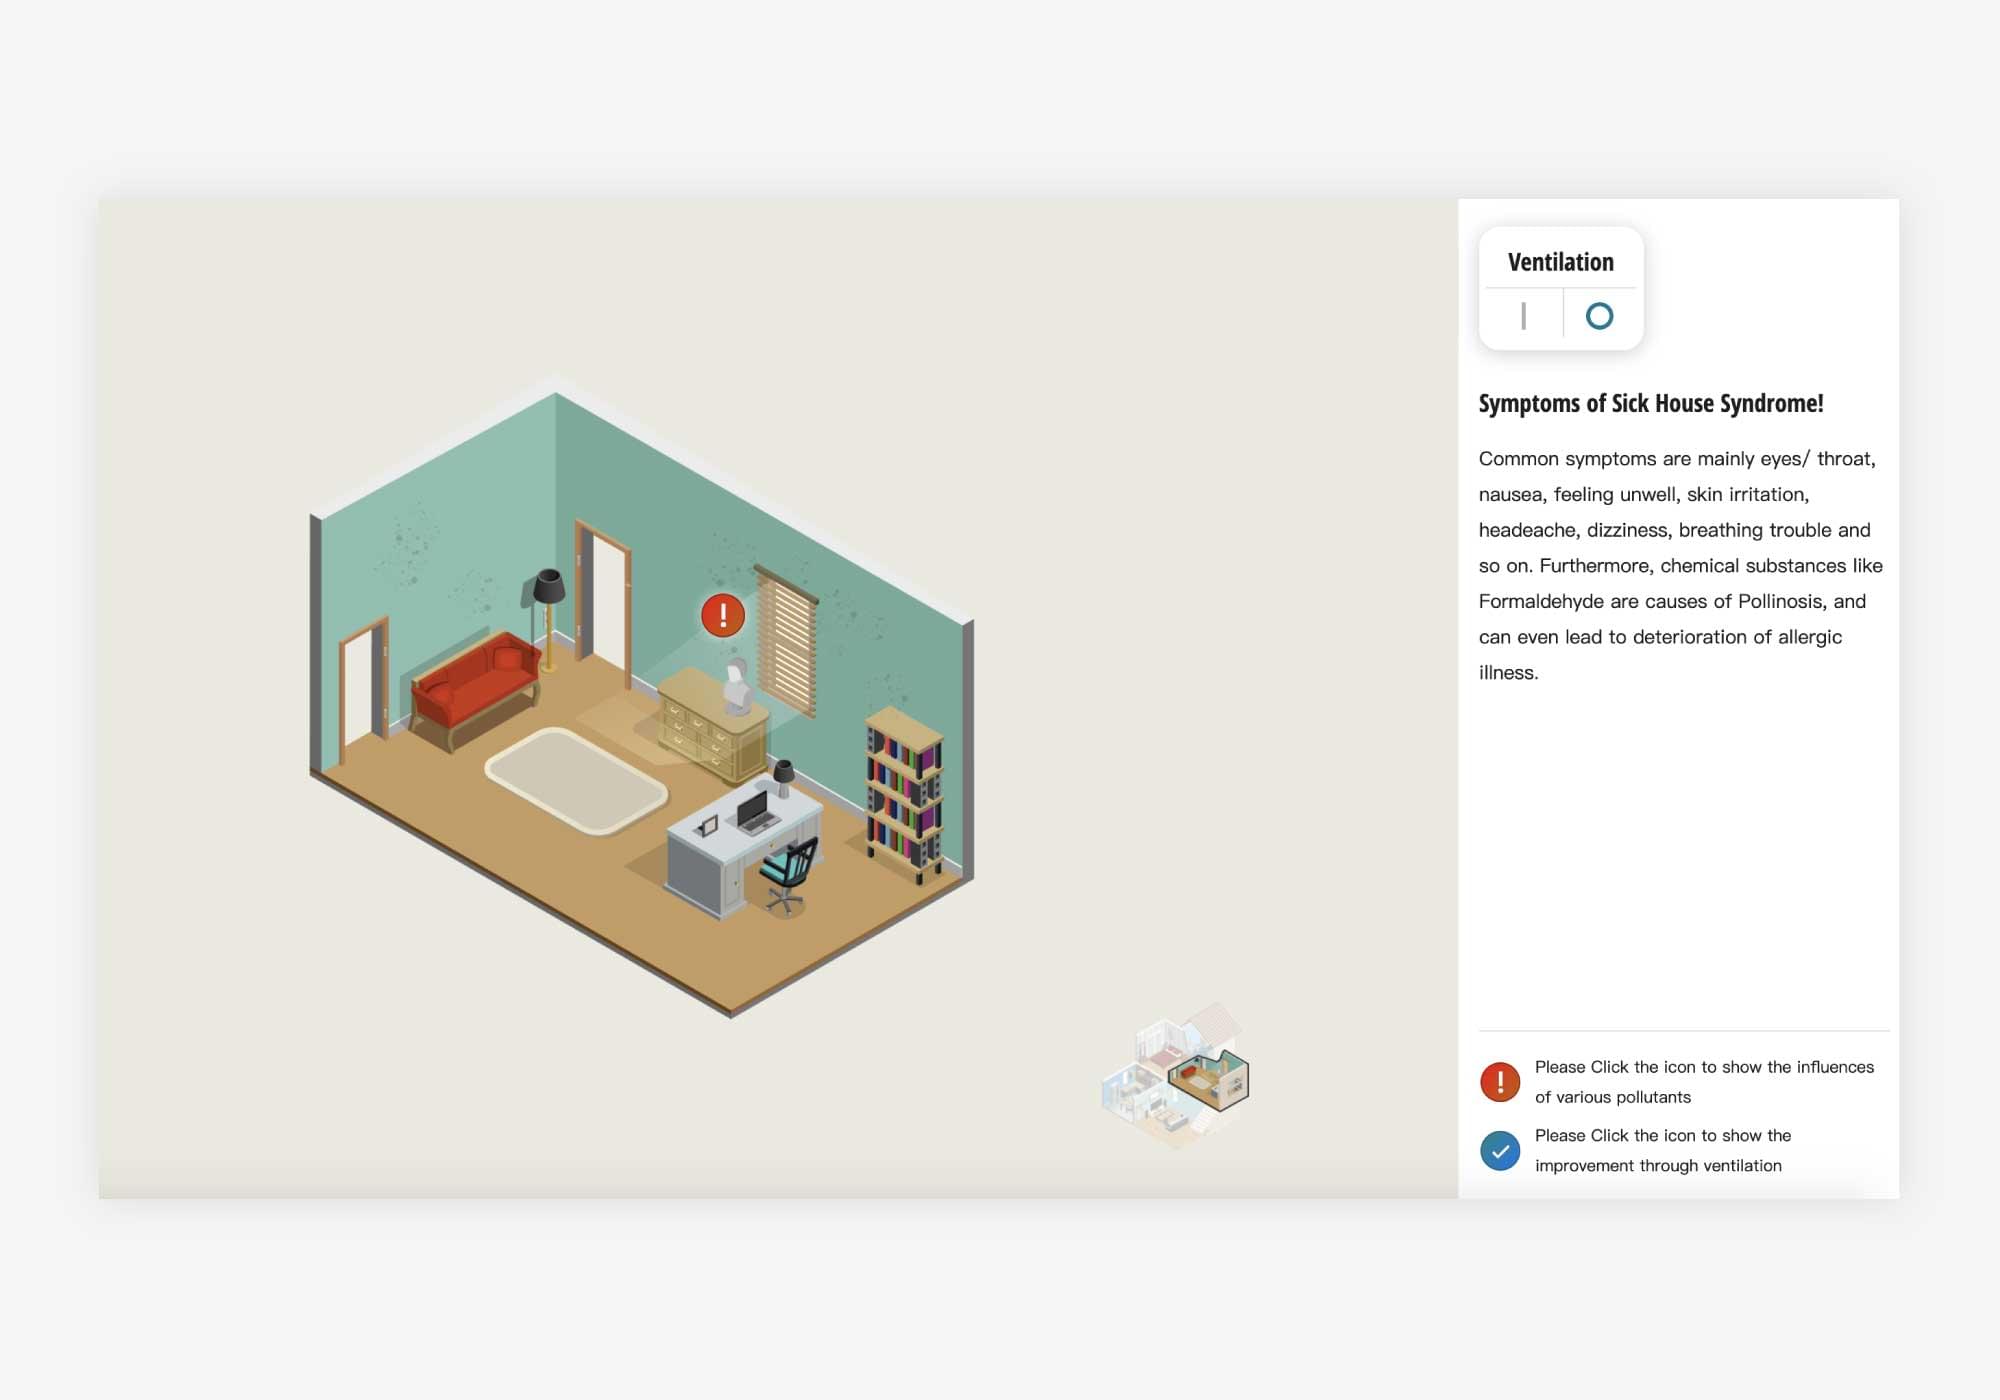 Ventilation
Symptoms of Sick House Syndrome!
Common symptoms are mainly eyes/ throat,
nausea, feeling unwell, skin irritation,
headeache, dizziness, breathing trouble and
so on. Furthermore, chemical substances like
Formaldehyde are causes of Pollinosis, and
can even lead to deterioration of allergic
illness.
Please Click the icon to show the influences
of various pollutants
Please Click the icon to show the
improvement through ventilation